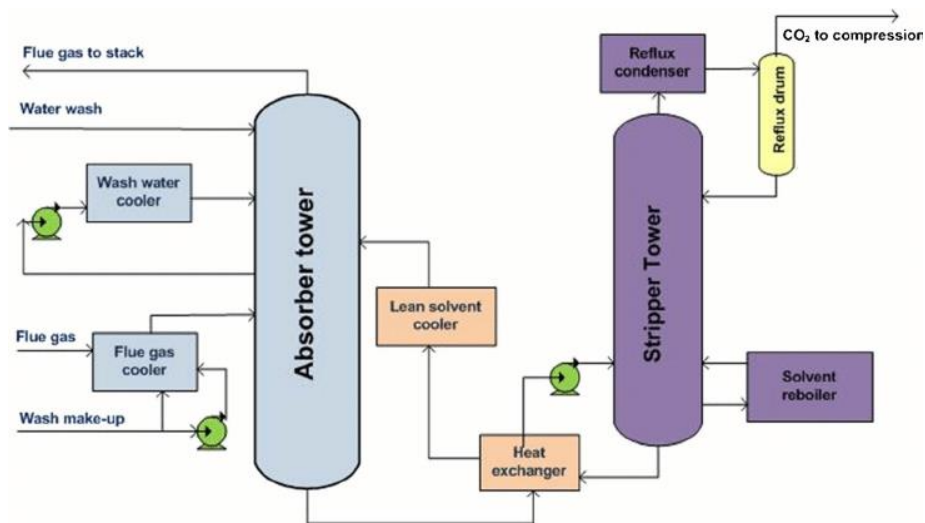 Flue gas to stack
Water wash
Wash water
cooler
Flue gas
Flue gas
cooler
Wash make-up
Absorber tower
Lean solvent
cooler
Heat
exchanger
Reflux
condenser
Stripper Tower
Reflux drum
CO₂ to compression
Solvent
reboiler